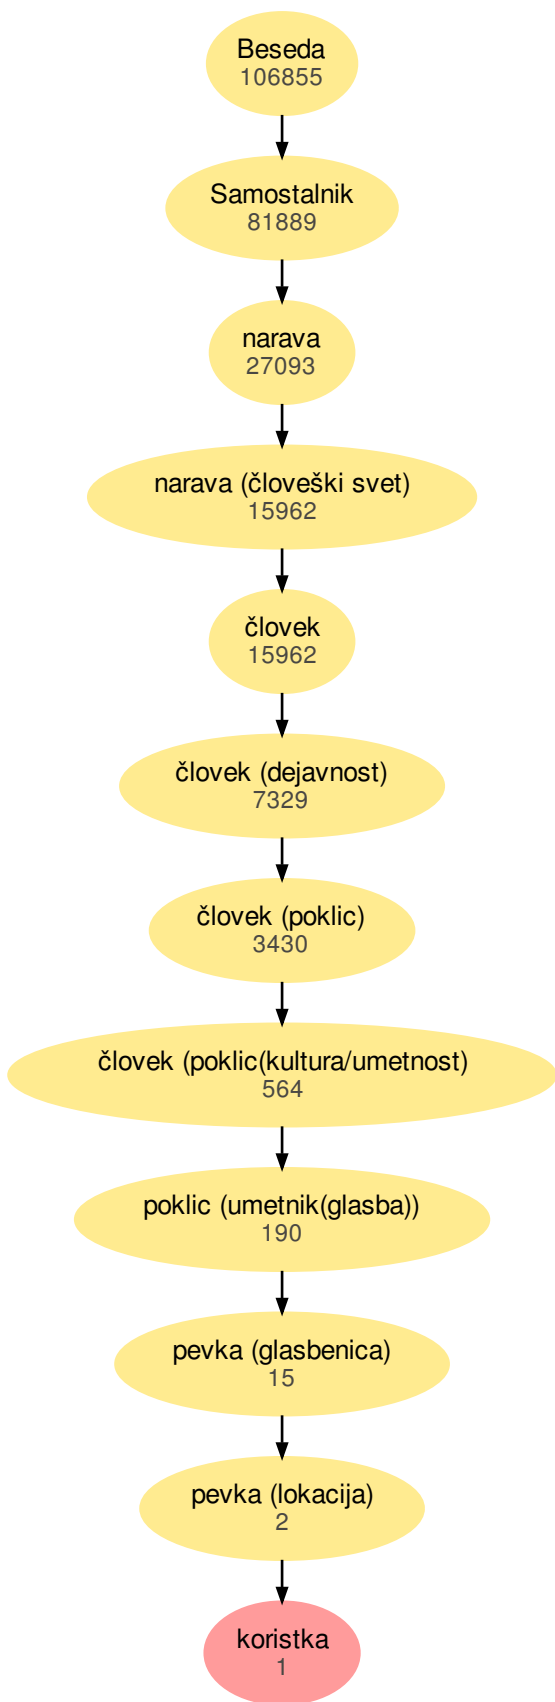 Beseda
106855
Samostalnik
81889
narava
27093
narava (človeški svet)
15962
človek
15962
človek (dejavnost)
7329
človek (poklic)
3430
človek (poklic(kultura/umetnost)
564
poklic (umetnik(glasba))
190
pevka (glasbenica)
15
pevka (lokacija)
2
koristka
1